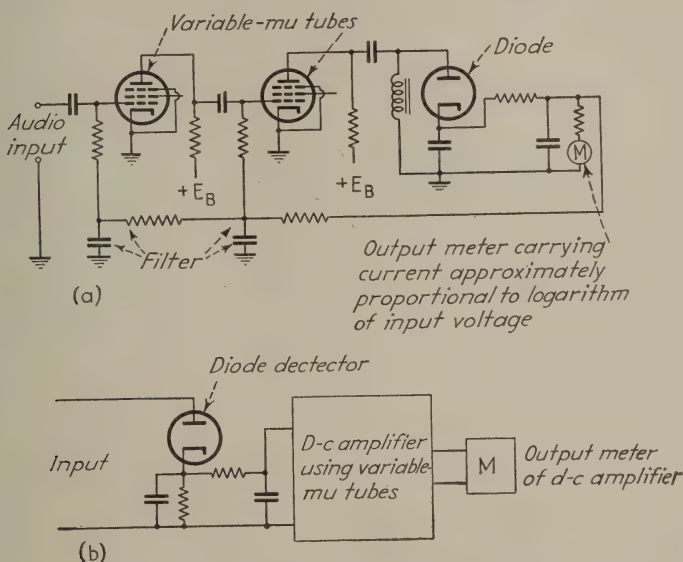 Variable-mu tubes
Diode
Audio
input
+E_B
+E_B
M
Filter
Output meter carrying
current approximately
proportional to logarithm
of input voltage
(a)
Diode dectector
Input
D-c amplifier
using variable-
mu tubes
M
Output meter
of d-c amplifier
(b)